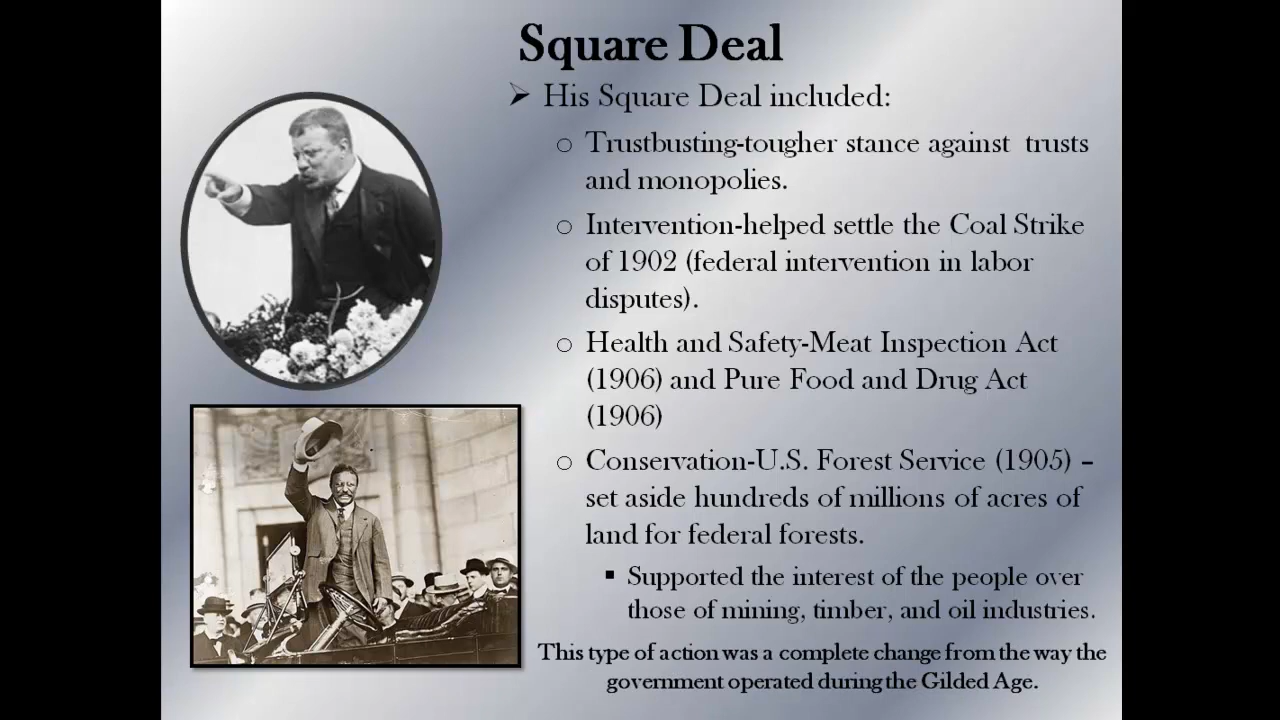 Square Deal
➢ His Square Deal included:
o Trustbusting-tougher stance against trusts
and monopolies.
o Intervention-helped settle the Coal Strike
of 1902 (federal intervention in labor
disputes).
o Health and Safety-Meat Inspection Act
(1906) and Pure Food and Drug Act
(1906)
o Conservation-U.S. Forest Service (1905) –
set aside hundreds of millions of acres of
land for federal forests.
▪ Supported the interest of the people over
those of mining, timber, and oil industries.
This type of action was a complete change from the way the
government operated during the Gilded Age.